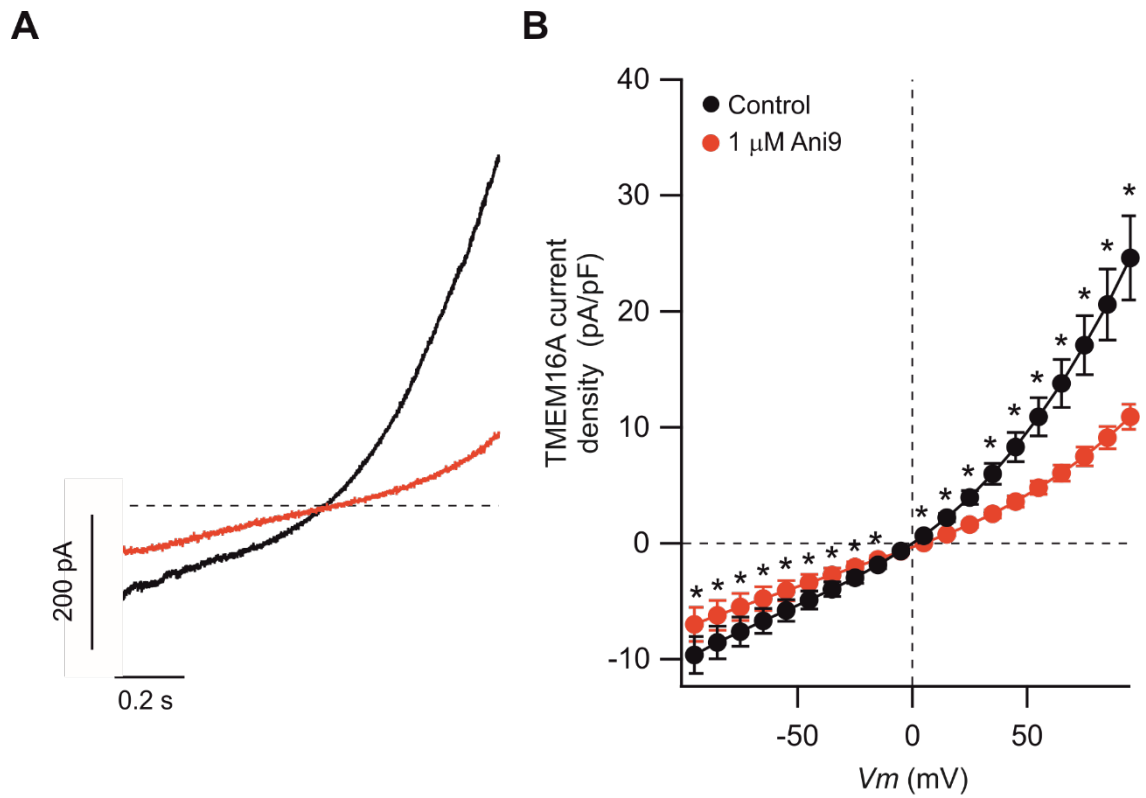 A
B
200 pA
0.2 s
Control
1 μM Ani9
TMEM16A current
density (pA/pF)
40
30
20
10
0
-10
* * * * * * * * *
* * * * * * * * * *
-50
0
50
Vm (mV)